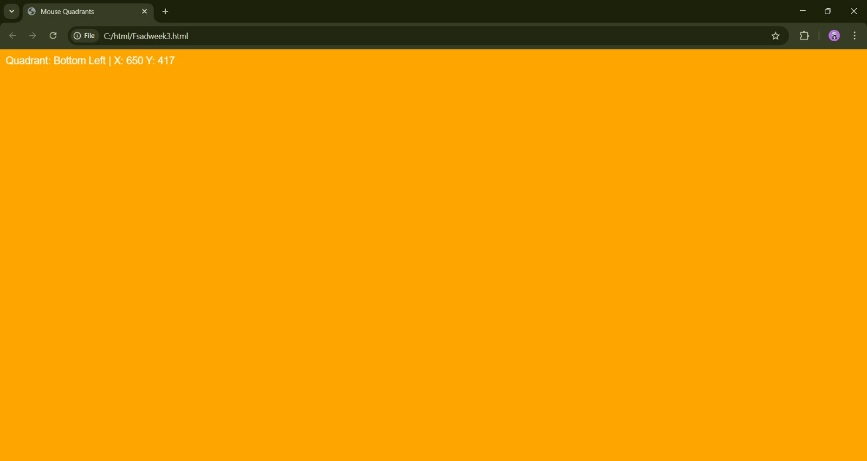 Mouse Quadrants
File C:/html/Fsadweek3.html
Quadrant: Bottom Left | X: 650 Y: 417